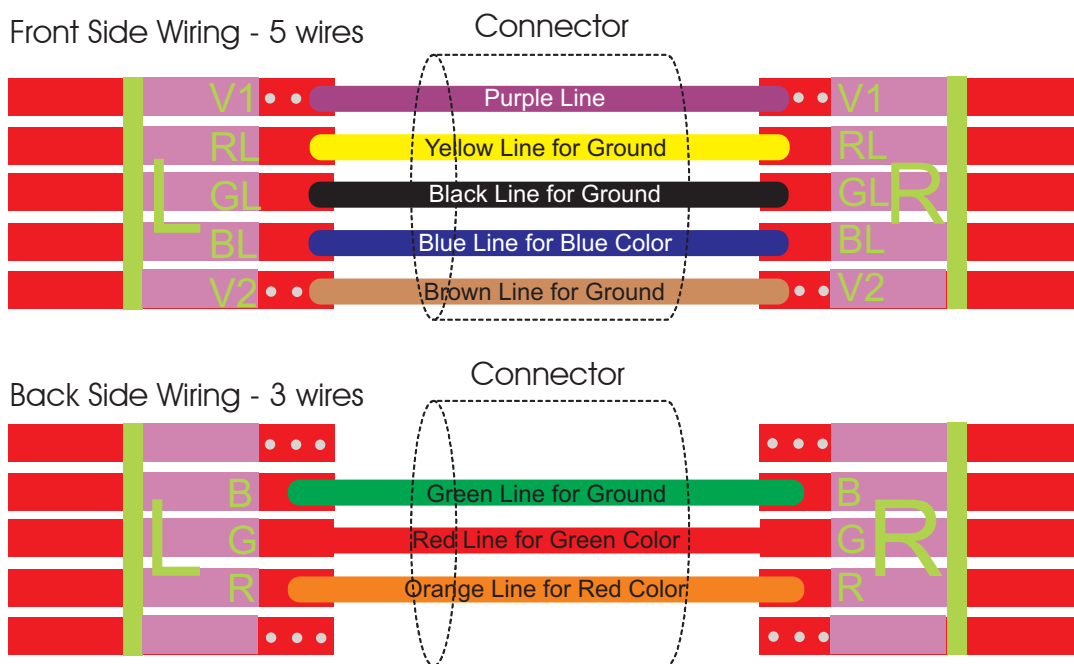 Front Side Wiring - 5 wires
Connector
V1 Purple Line V1
RL Yellow Line for Ground RL
L GL Black Line for Ground GL R
BL Blue Line for Blue Color BL
V2 Brown Line for Ground V2
Back Side Wiring - 3 wires
Connector
B Green Line for Ground B
L G Red Line for Green Color G R
R Orange Line for Red Color R